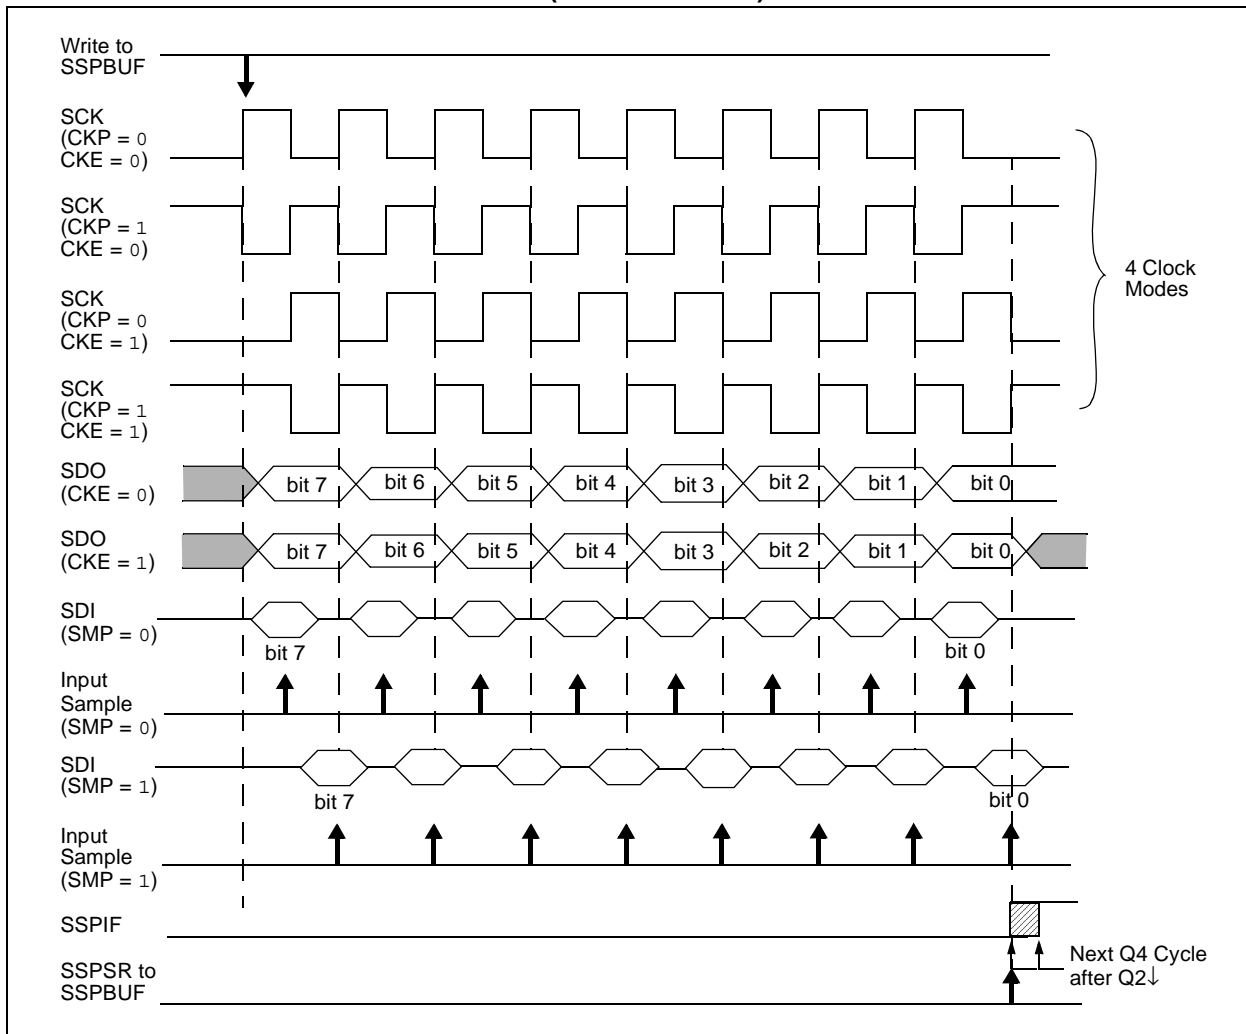 Write to
SSPBUF
SCK
(CKP = 0
CKE = 0)
SCK
(CKP = 1
CKE = 0)
4 Clock
Modes
SCK
(CKP = 0
CKE = 1)
SCK
(CKP = 1
CKE = 1)
SDO
(CKE = 0)
bit 7 bit 6 bit 5 bit 4 bit 3 bit 2 bit 1 bit 0
SDO
(CKE = 1)
bit 7 bit 6 bit 5 bit 4 bit 3 bit 2 bit 1 bit 0
SDI
(SMP = 0)
bit 7 bit 0
Input
Sample
(SMP = 0)
SDI
(SMP = 1)
bit 7 bit 0
Input
Sample
(SMP = 1)
SSPIF
Next Q4 Cycle
after Q2↓
SSPSR to
SSPBUF